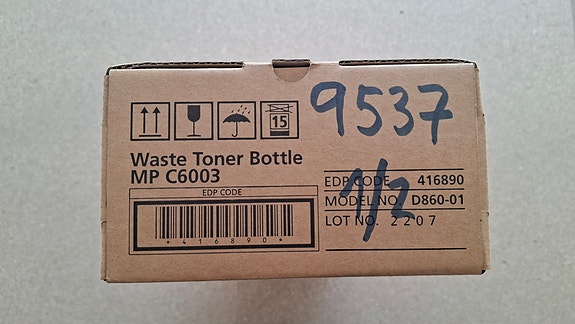 9537
15
Waste Toner Bottle
MP C6003
EDP CODE
*416890*
1/2
EDP CODE 416890
MODEL NO. D860-01
LOT NO. 2207